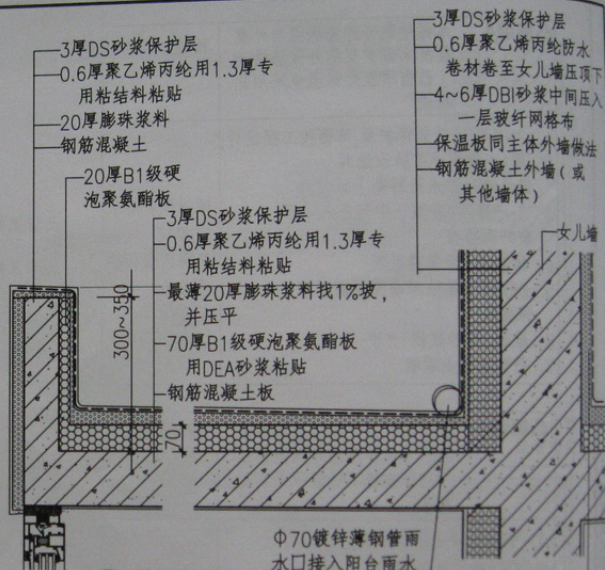 3厚DS砂浆保护层
0.6厚聚乙烯丙纶用1.3厚专
用粘结料粘贴
20厚膨珠浆料
钢筋混凝土
20厚B1级硬
泡聚氨酯板
3厚DS砂浆保护层
0.6厚聚乙烯丙纶用1.3厚专
用粘结料粘贴
最薄20厚膨珠浆料找1%坡，
并压平
70厚B1级硬泡聚氨酯板
用DEA砂浆粘贴
钢筋混凝土板
3厚DS砂浆保护层
0.6厚聚乙烯丙纶防水
卷材卷至女儿墙压顶下
4~6厚DBI砂浆中间压入
一层玻纤网格布
保温板同主体外墙做法
钢筋混凝土外墙（或
其他墙体）
女儿墙
300~350
70
Φ70镀锌薄钢管雨
水口接入阳台雨水